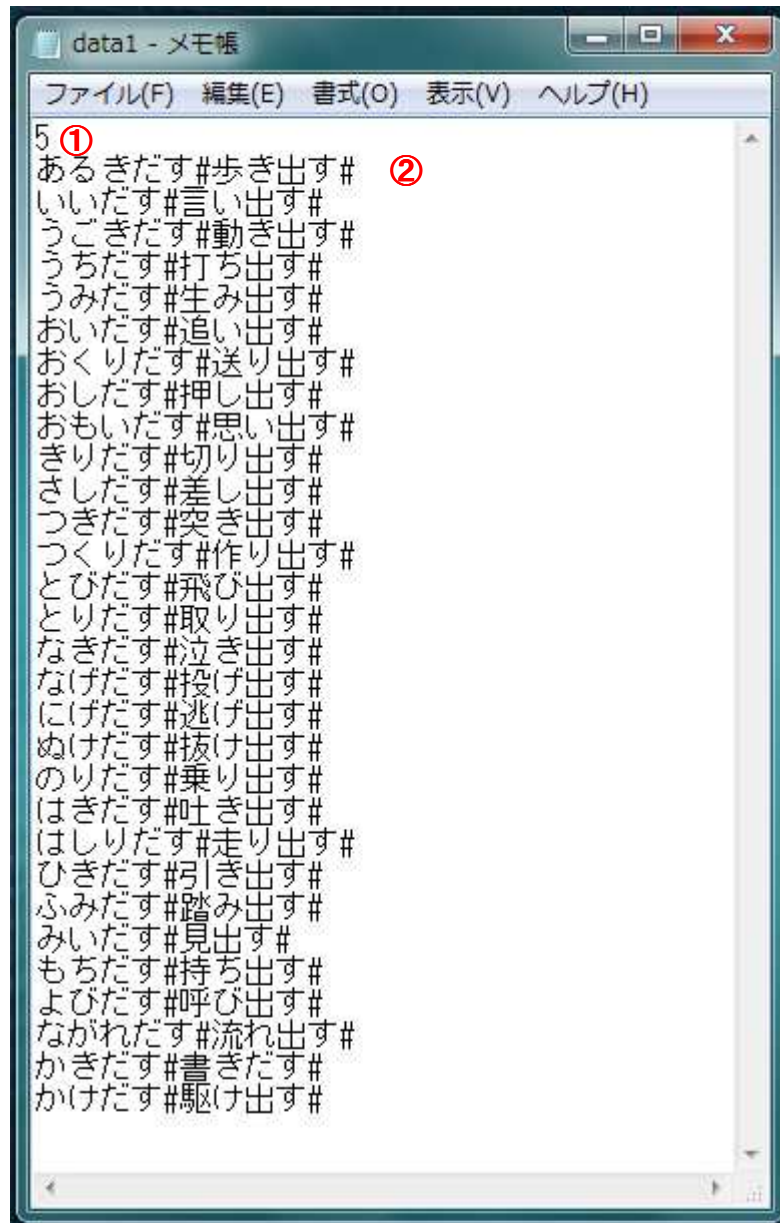 data1 - メモ帳
ファイル(F) 編集(E) 書式(O) 表示(V) ヘルプ(H)
5 ①
あるきだす#歩き出す# ②
いいだす#言い出す#
うごきだす#動き出す#
うちだす#打ち出す#
うみだす#生み出す#
おいだす#追い出す#
おくりだす#送り出す#
おしだす#押し出す#
おもいだす#思い出す#
きりだす#切り出す#
さしだす#差し出す#
つきだす#突き出す#
つくりだす#作り出す#
とびだす#飛び出す#
とりだす#取り出す#
なきだす#泣き出す#
なげだす#投げ出す#
にげだす#逃げ出す#
ぬけだす#抜け出す#
のりだす#乗り出す#
はきだす#吐き出す#
はしりだす#走り出す#
ひきだす#引き出す#
ふみだす#踏み出す#
みいだす#見出す#
もちだす#持ち出す#
よびだす#呼び出す#
ながれだす#流れ出す#
かきだす#書きだす#
かけだす#駆け出す#